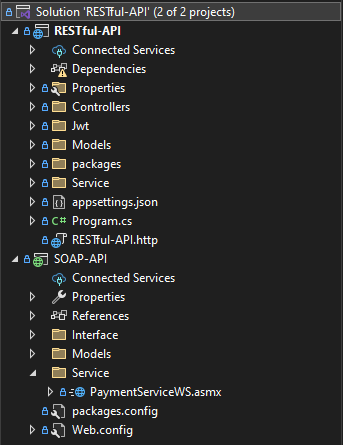 Solution 'RESTful-API' (2 of 2 projects)
RESTful-API
Connected Services
Dependencies
Properties
Controllers
Jwt
Models
packages
Service
appsettings.json
C# Program.cs
RESTful-API.http
SOAP-API
Connected Services
Properties
References
Interface
Models
Service
PaymentServiceWS.asmx
packages.config
Web.config